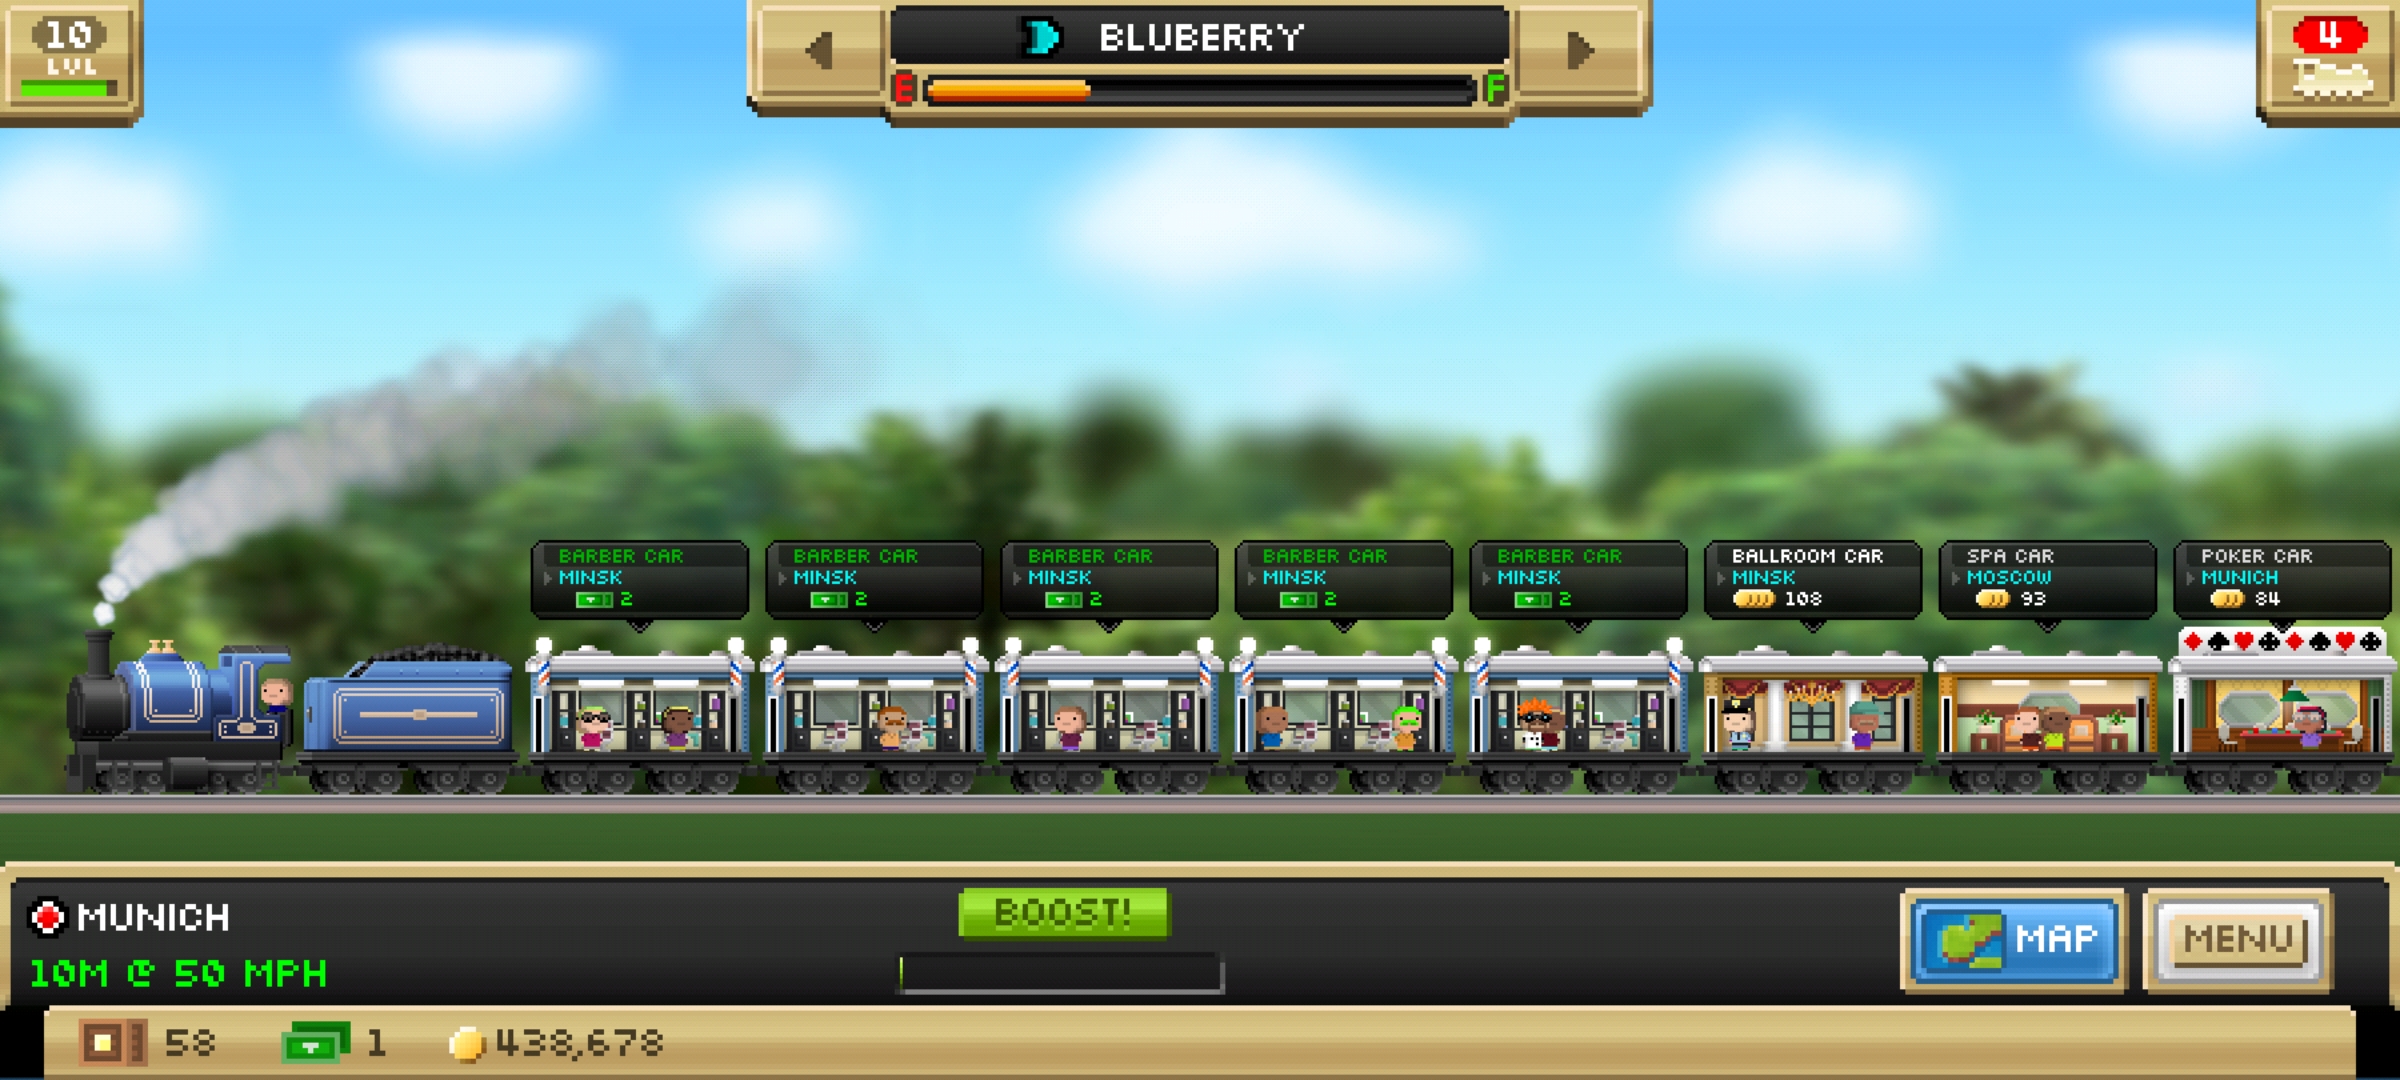 10
LVL
BLUBERRY
E F
4
BARBER CAR
MINSK
2
BARBER CAR
MINSK
2
BARBER CAR
MINSK
2
BARBER CAR
MINSK
2
BARBER CAR
MINSK
2
BALLROOM CAR
MINSK
108
SPA CAR
MOSCOW
93
POKER CAR
MUNICH
84
MUNICH
10M @ 50 MPH
BOOST!
MAP
MENU
58
1
438,678